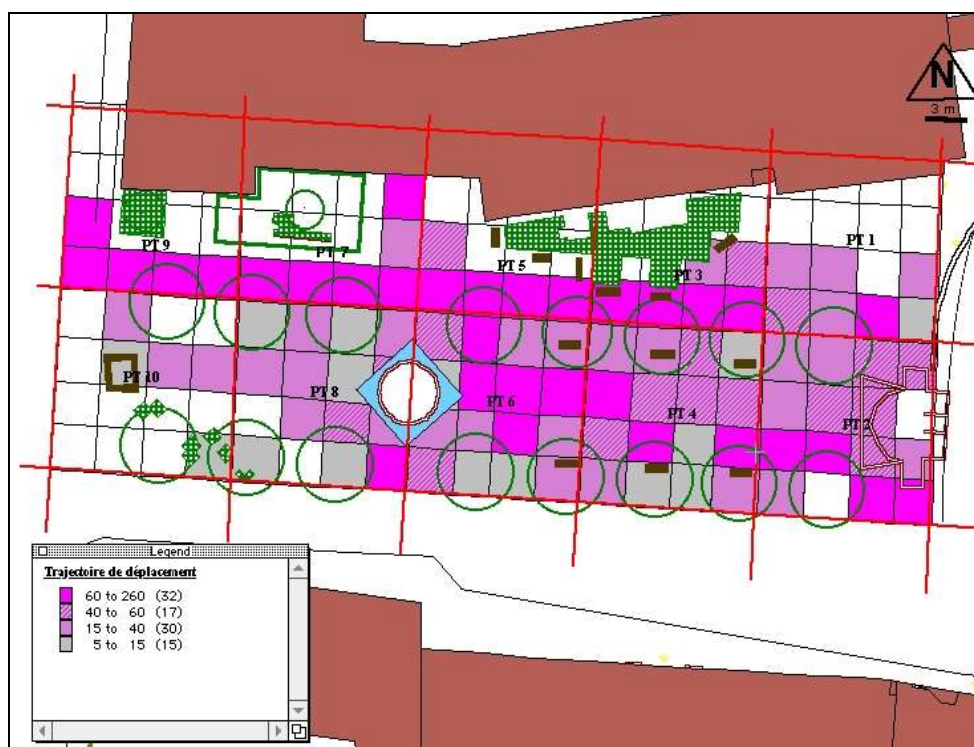 N
3 m
PT 1
PT 9
PT 7
PT 5
PT 3
PT 10
PT 8
PT 6
PT 4
PT 2
Legend
Trajectoire de déplacement
60 to 260 (32)
40 to 60 (17)
15 to 40 (30)
5 to 15 (15)